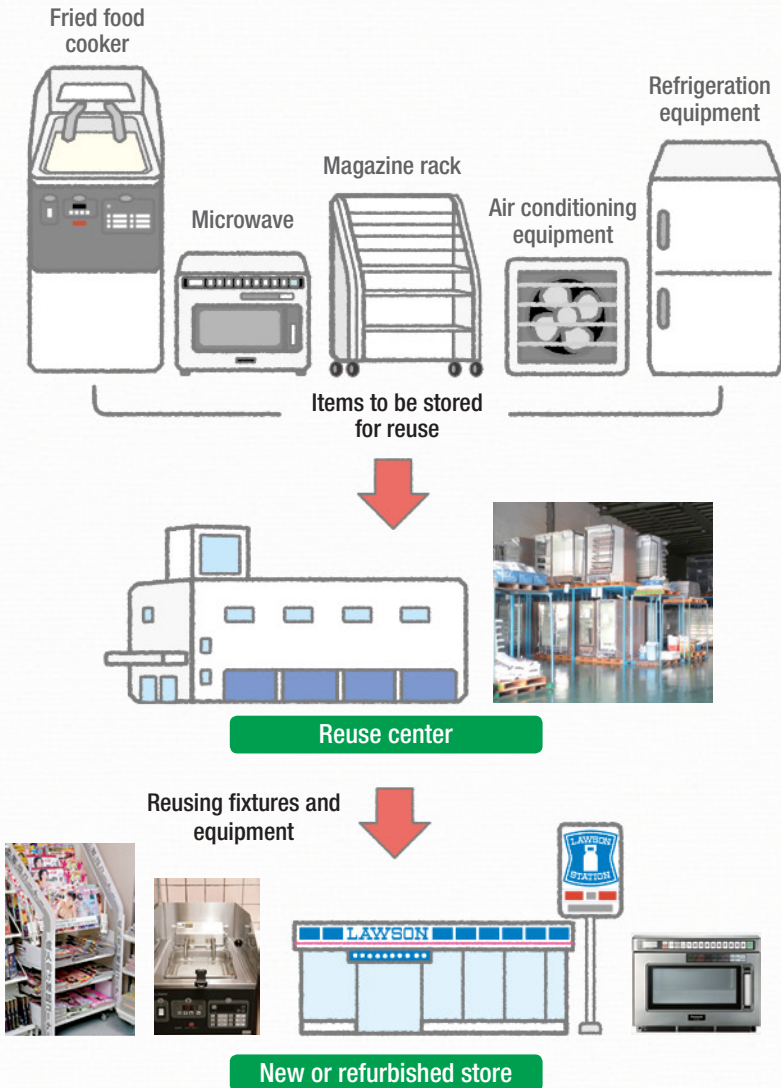 Fried food
cooker
Refrigeration
equipment
Magazine rack
Air conditioning
equipment
Microwave
Items to be stored
for reuse
Reuse center
Reusing fixtures and
equipment
LAWSON
STATION
LAWSON
New or refurbished store